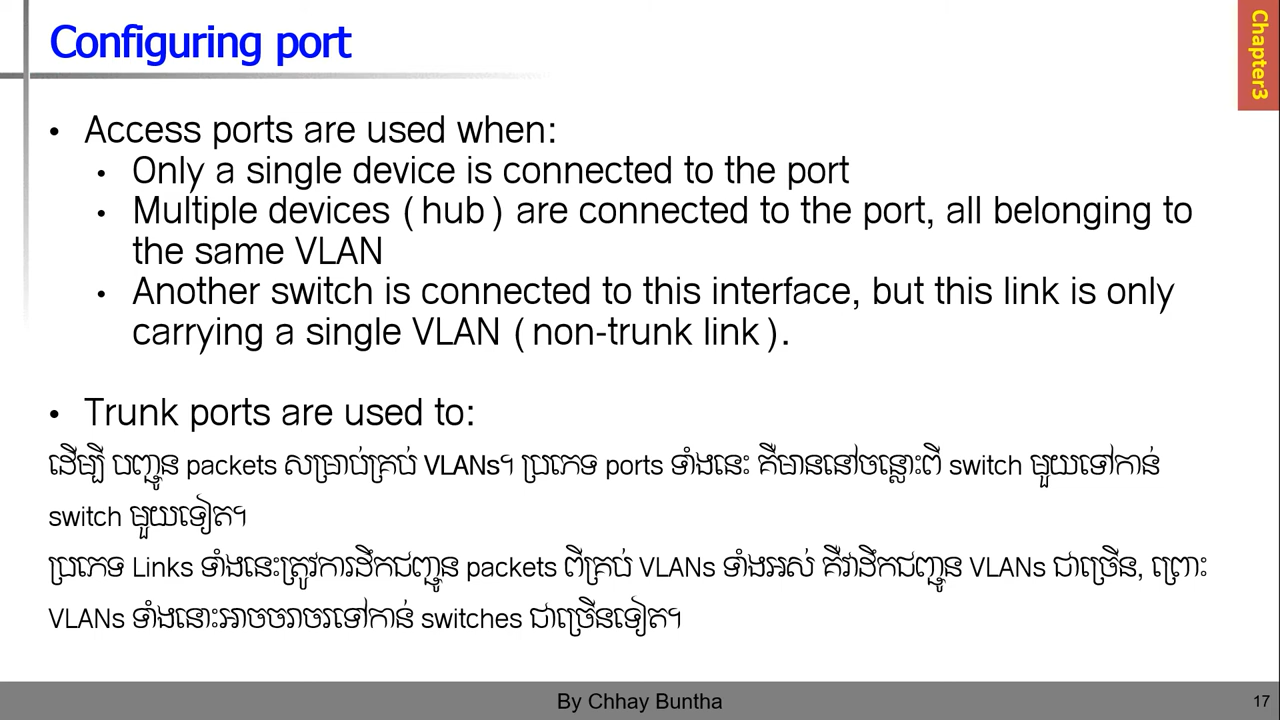 Configuring port
Chapter3
• Access ports are used when:
• Only a single device is connected to the port
• Multiple devices (hub) are connected to the port, all belonging to
the same VLAN
• Another switch is connected to this interface, but this link is only
carrying a single VLAN (non-trunk link).
• Trunk ports are used to:
ដើម្បី បញ្ជូន packets សម្រាប់គ្រប់ VLANs។ ប្រភេទ ports ទាំងនេះ គឺមាននៅចន្លោះពី switch មួយទៅកាន់
switch មួយទៀត។
ប្រភេទ Links ទាំងនេះត្រូវការដឹកជញ្ជូន packets ពីគ្រប់ VLANs ទាំងអស់ គឺវាដឹកជញ្ជូន VLANs ជាច្រើន, ព្រោះ
VLANs ទាំងនោះអាចចរាចរទៅកាន់ switches ជាច្រើនទៀត។
By Chhay Buntha
17